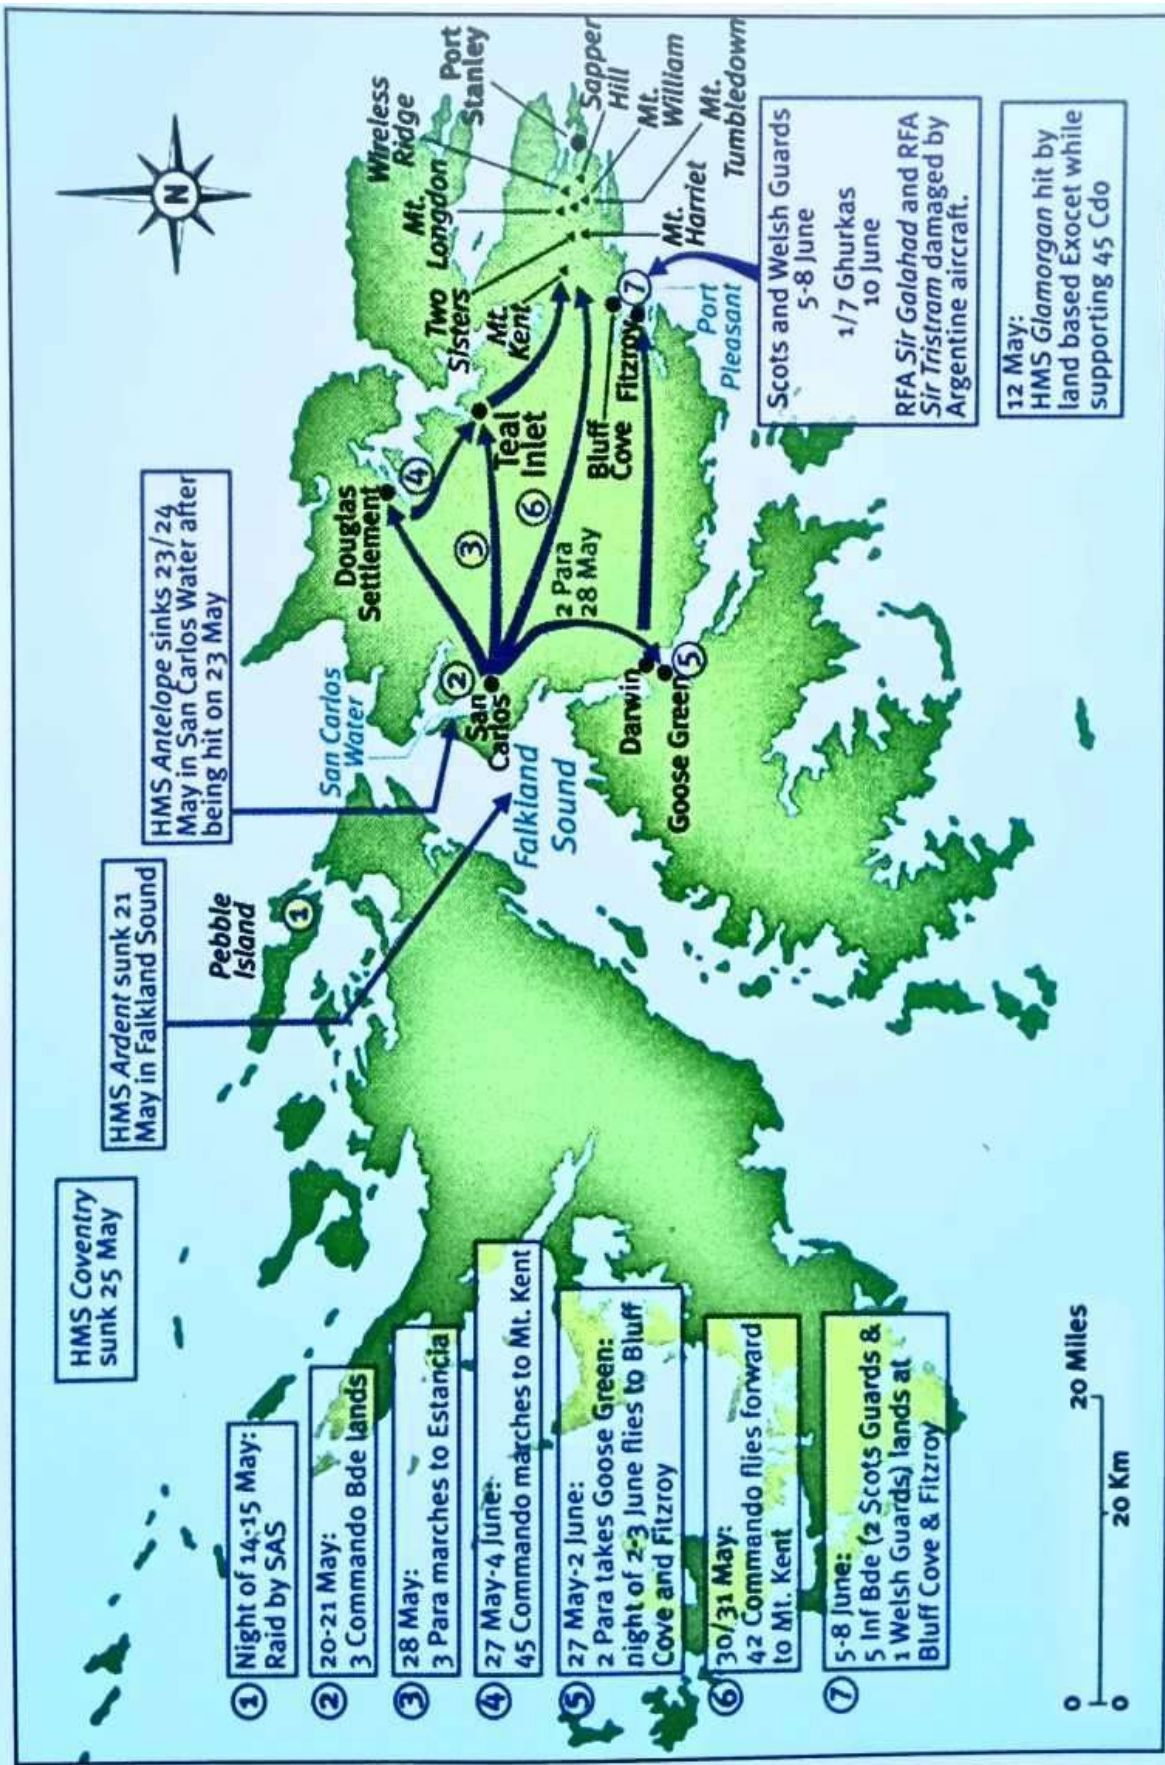 HMS Coventry
sunk 25 May
HMS Ardent sunk 21
May in Falkland Sound
HMS Antelope sinks 23/24
May in San Carlos Water after
being hit on 23 May
N
Pebble
Island
1
San Carlos
Water
2
San
Carlos
Falkland
Sound
Douglas
Settlement
4
3
Teal
Inlet
6
2 Para
28 May
Darwin
Goose Green
5
Bluff
Cove
Fitzroy
7
Port
Pleasant
Two
Sisters
Mt.
Kent
Mt.
Longdon
Wireless
Ridge
Port
Stanley
Sapper
Hill
Mt.
William
Mt.
Tumbledown
Mt.
Harriet
Scots and Welsh Guards
5-8 June
1/7 Ghurkas
10 June
RFA Sir Galahad and RFA
Sir Tristram damaged by
Argentine aircraft.
12 May:
HMS Glamorgan hit by
land based Exocet while
supporting 45 Cdo
1 Night of 14-15 May:
Raid by SAS
2 20-21 May:
3 Commando Bde lands
3 28 May:
3 Para marches to Estancia
4 27 May-4 June:
45 Commando marches to Mt. Kent
5 27 May-2 June:
2 Para takes Goose Green:
night of 2-3 June flies to Bluff
Cove and Fitzroy
6 30/31 May:
42 Commando flies forward
to Mt. Kent
7 5-8 June:
5 Inf Bde (2 Scots Guards &
1 Welsh Guards) lands at
Bluff Cove & Fitzroy
0 20 Miles
0 20 Km